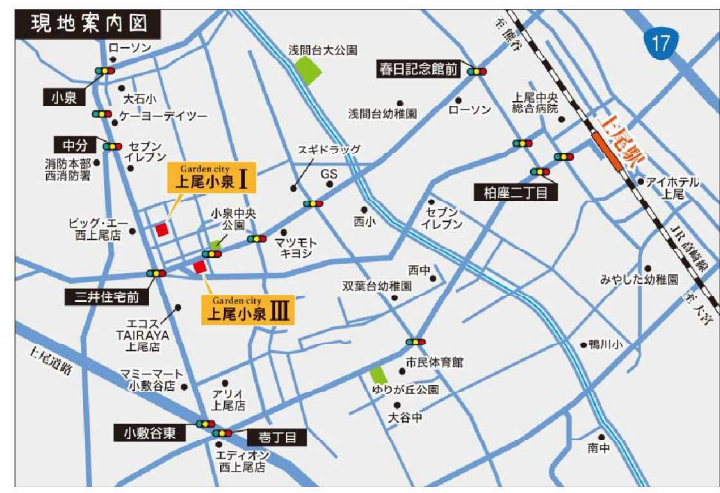 現地案内図
ローソン
小泉
大石小
ケーヨーデイツー
中分
セブン
イレブン
消防本部
西消防署
Garden city
上尾小泉Ⅰ
ビッグ・エー
西上尾店
小泉中央
公園
マツモト
キヨシ
スギドラッグ
GS
浅間台大公園
浅間台幼稚園
春日記念館前
ローソン
上尾中央
総合病院
至熊谷
17
上尾駅
柏座二丁目
アイホテル
上尾
JR高崎線
みやした幼稚園
至大宮
西小
セブン
イレブン
西中
双葉台幼稚園
三井住宅前
Garden city
上尾小泉Ⅲ
エコス
TAIRAYA
上尾店
上尾道路
マミーマート
小敷谷店
アリオ
上尾店
小敷谷東
壱丁目
エディオン
西上尾店
市民体育館
ゆりが丘公園
大谷中
鴨川小
南中